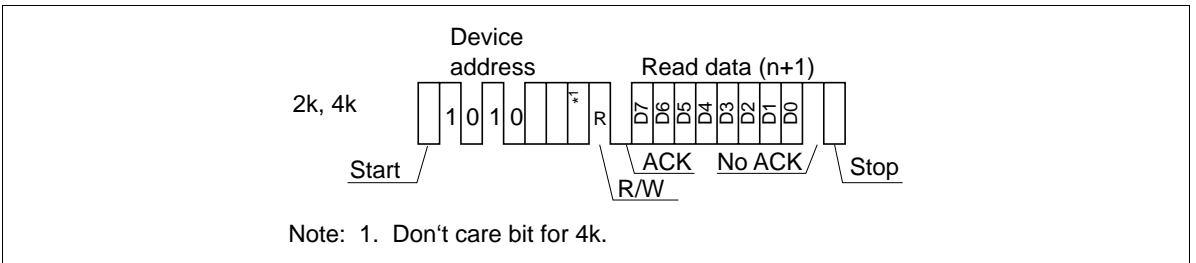 Device
address
Read data (n+1)
2k, 4k
1 0 1 0 *1 R D7 D6 D5 D4 D3 D2 D1 D0
Start
ACK
No ACK
Stop
R/W
Note: 1. Don‘t care bit for 4k.